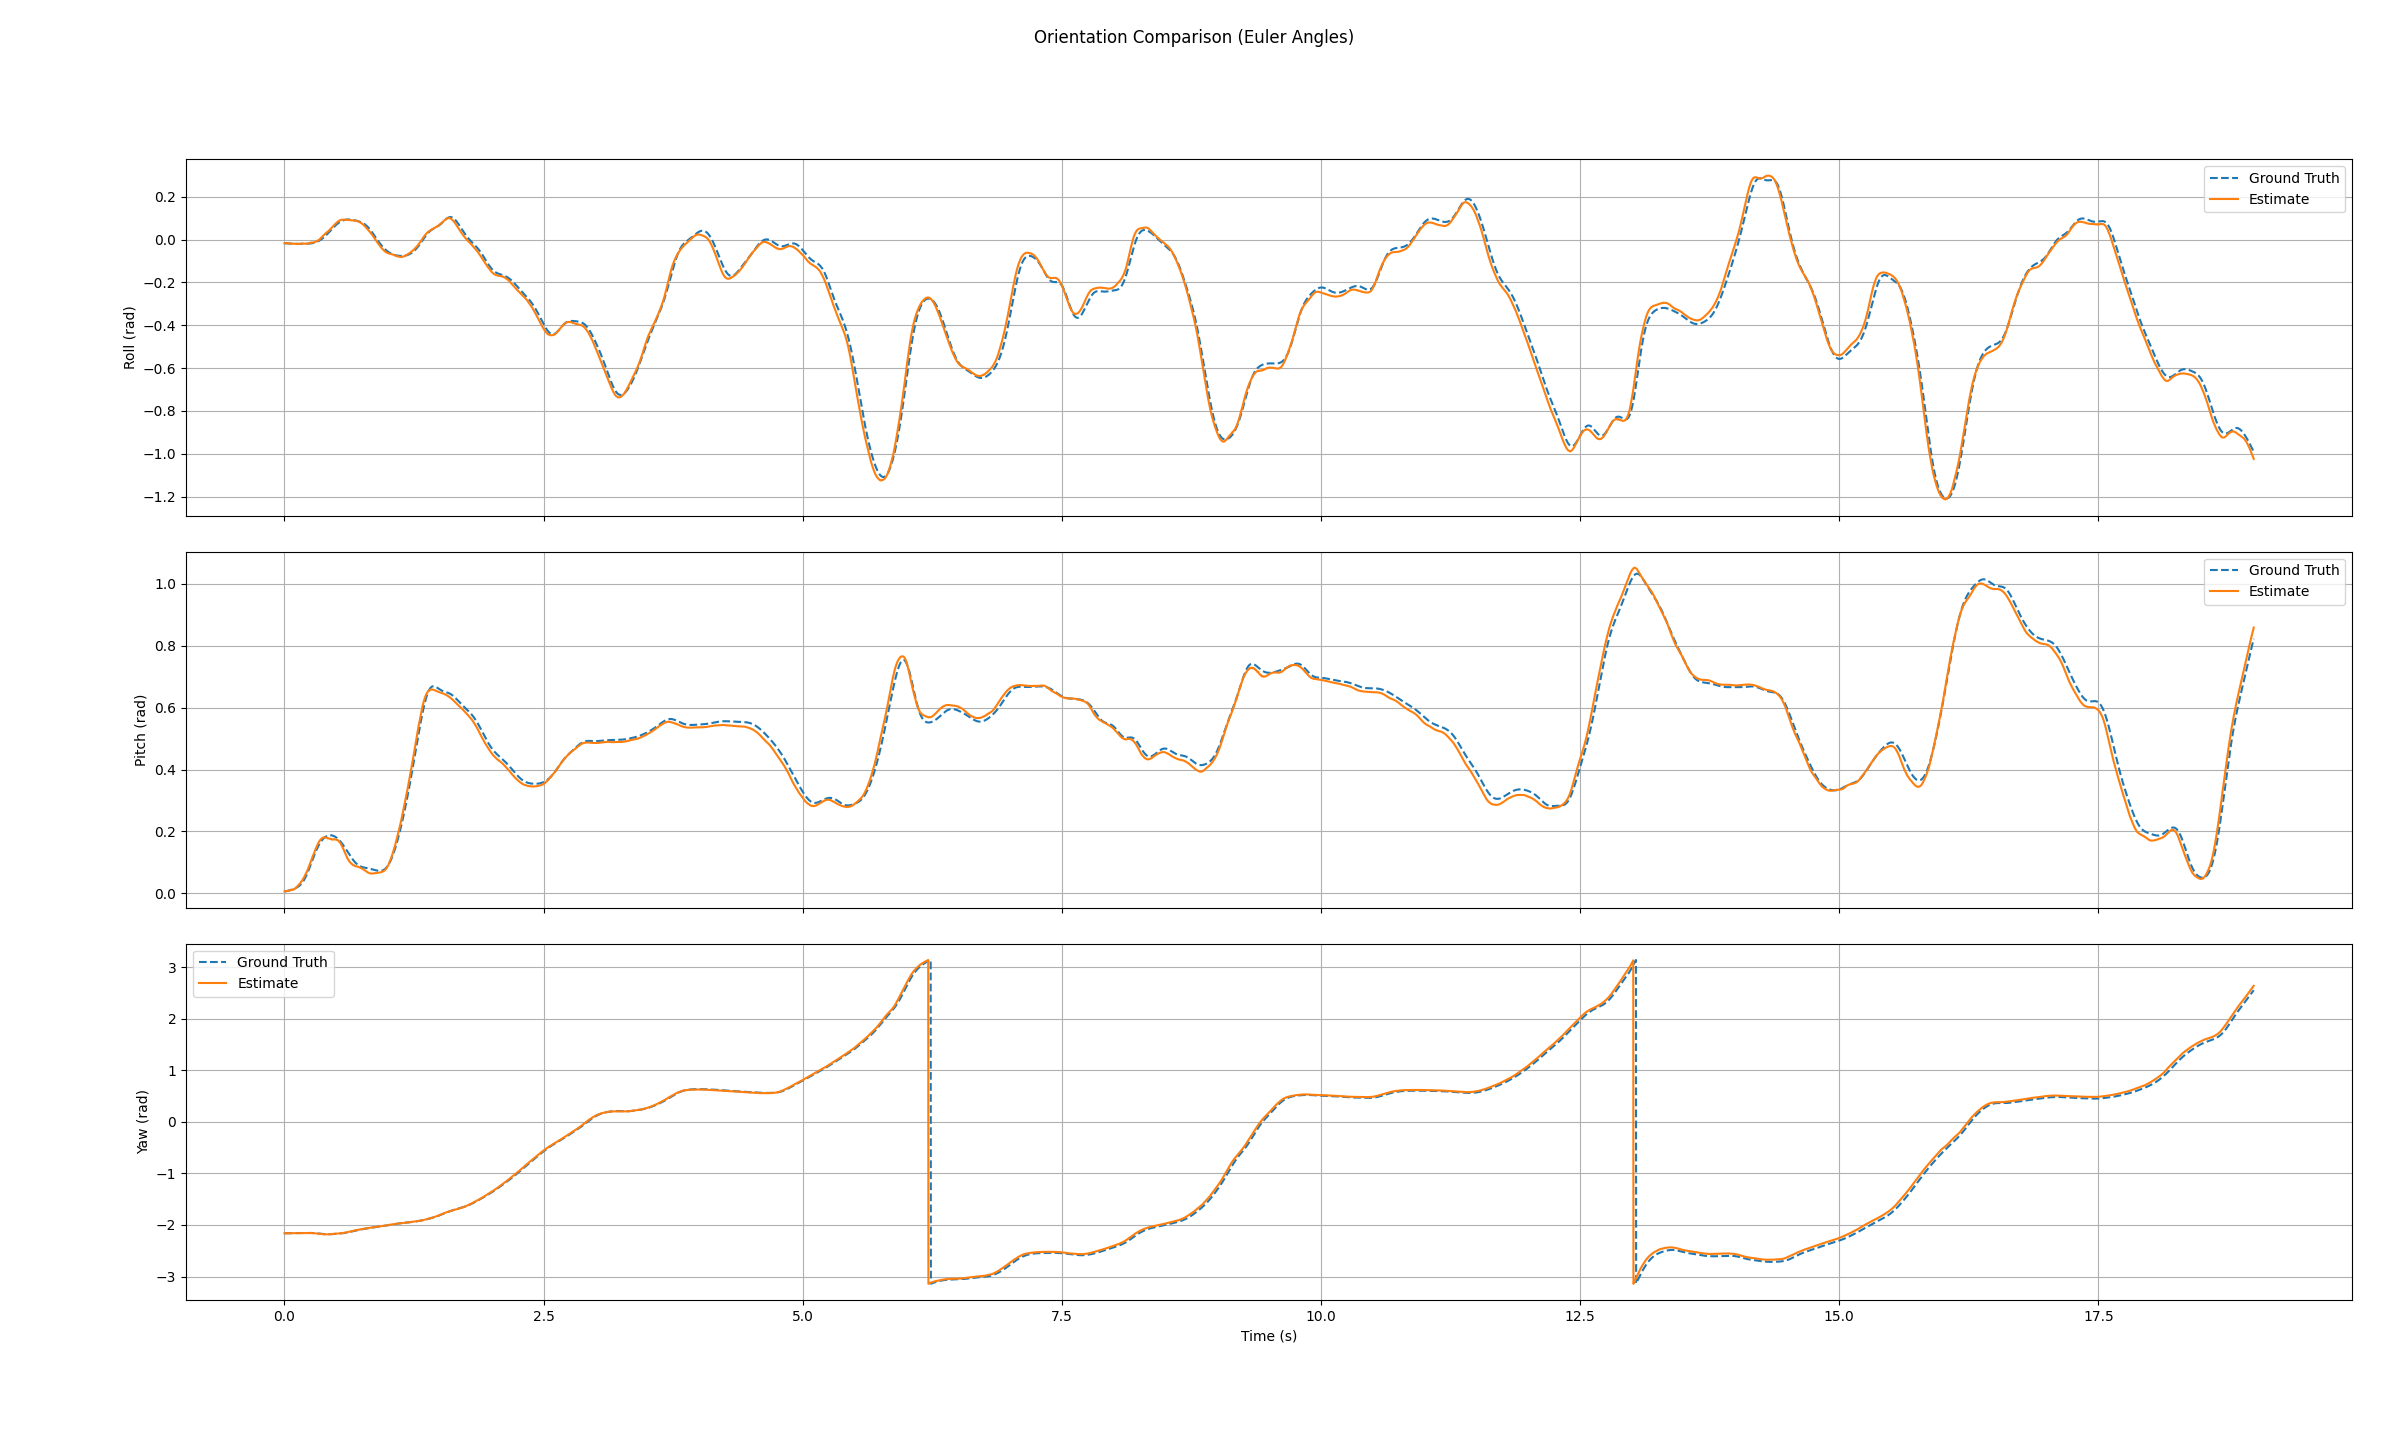 Orientation Comparison (Euler Angles)
Roll (rad)
0.2
0.0
−0.2
−0.4
−0.6
−0.8
−1.0
−1.2
Ground Truth
Estimate
Pitch (rad)
1.0
0.8
0.6
0.4
0.2
0.0
Ground Truth
Estimate
Yaw (rad)
3
2
1
0
−1
−2
−3
Ground Truth
Estimate
0.0 2.5 5.0 7.5 10.0 12.5 15.0 17.5
Time (s)